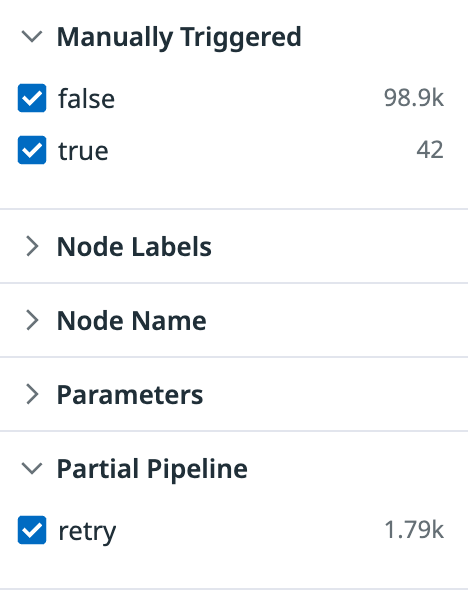 Manually Triggered
false 98.9k
true 42
Node Labels
Node Name
Parameters
Partial Pipeline
retry 1.79k